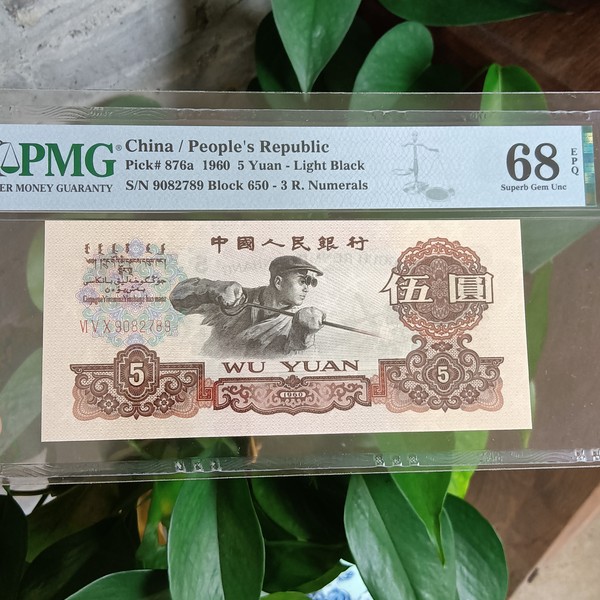 PMG®
ER MONEY GUARANTY
China / People's Republic
Pick# 876a 1960 5 Yuan - Light Black
S/N 9082789 Block 650 - 3 R. Numerals
68
EPQ
Superb Gem Unc
中國人民銀行
伍圓
VI V X 9082789
WU YUAN
5
1960
5